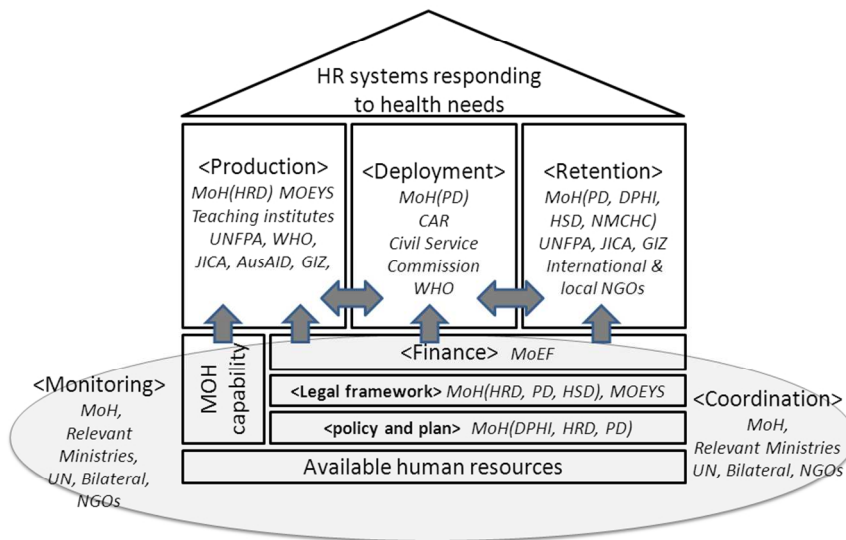 HR systems responding
to health needs
<Production>
MoH(HRD) MOEYS
Teaching institutes
UNFPA, WHO,
JICA, AusAID, GIZ,
<Deployment>
MoH(PD)
CAR
Civil Service
Commission
WHO
<Retention>
MoH(PD, DPHI,
HSD, NMCHC)
UNFPA, JICA, GIZ
International &
local NGOs
MOH
capability
<Finance> MoEF
<Legal framework> MoH(HRD, PD, HSD), MOEYS
<policy and plan> MoH(DPHI, HRD, PD)
Available human resources
<Monitoring>
MoH,
Relevant
Ministries,
UN, Bilateral,
NGOs
<Coordination>
MoH,
Relevant Ministries
UN, Bilateral, NGOs